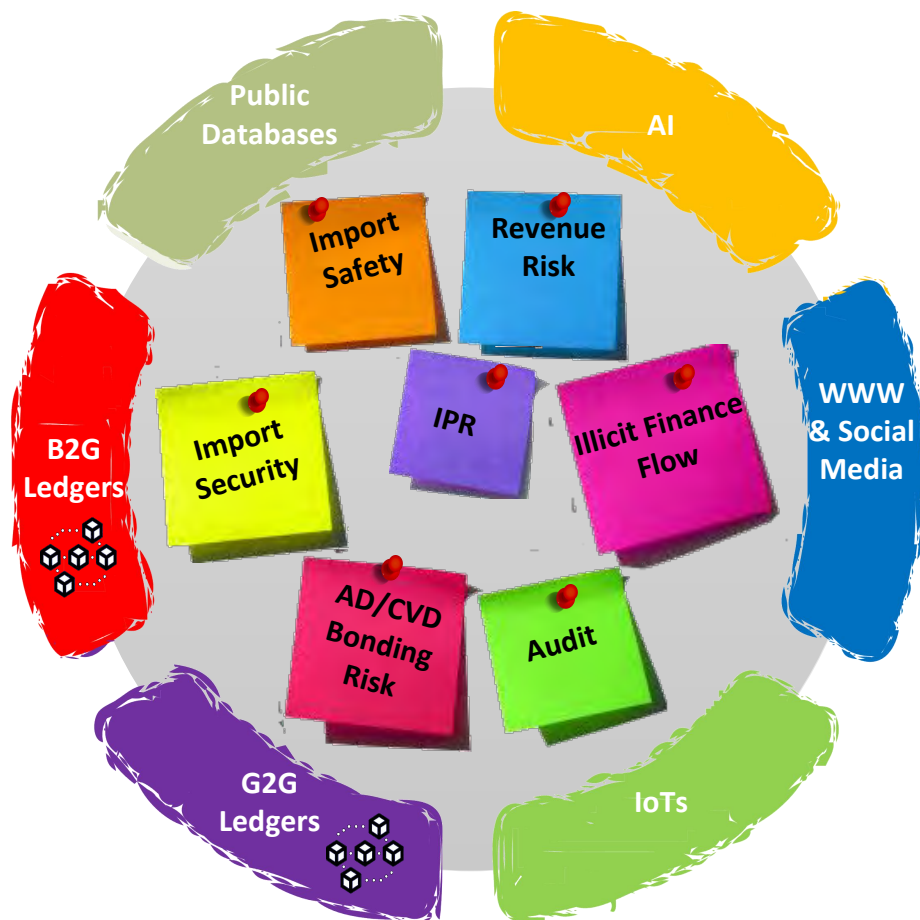 Public
Databases
AI
Import
Safety
Revenue
Risk
WWW
& Social
Media
B2G
Ledgers
Import
Security
IPR
Illicit Finance
Flow
AD/CVD
Bonding
Risk
Audit
G2G
Ledgers
IoTs